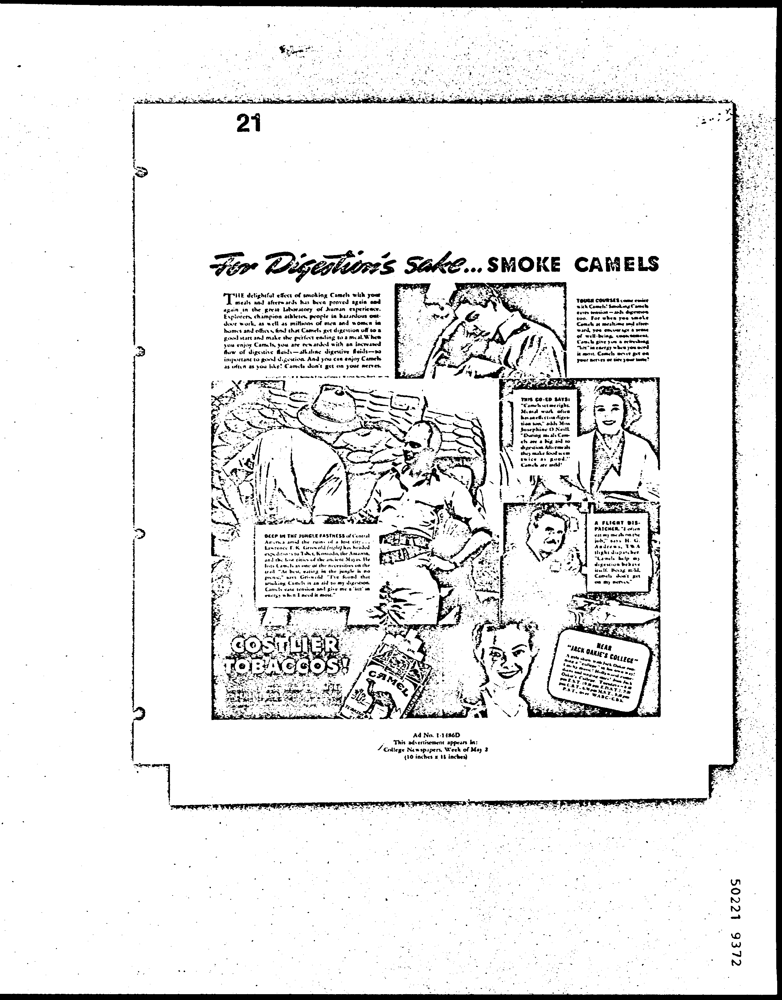 21
For Digestion's sake... SMOKE CAMELS
THE delightful effect of smoking Camels with your
meals and afterwards has been proved again and
again in the great laboratory of human experience.
Explorers, champion athletes, people in hazardous out-
door work, as well as millions of men and women in
homes and offices, find that Camels get digestion off to a
good start and make the perfect ending to a meal. When
you enjoy Camels, you are rewarded with an increased
flow of digestive fluids—alkaline digestive fluids—so
important to good digestion. And you can enjoy Camels
as often as you like! Camels don't get on your nerves.
TOUGH COURSES come easier
with Camels! Smoking Camels
eases tension—aids digestion
too. For when you smoke
Camels at mealtime and after-
ward, you encourage a sense
of well-being.
Camels give you a refreshing
"lift" in energy when you need
it most. Camels never get on
your nerves or tire your taste.
THIS CO-ED SAYS:
"Camels set me right.
Mental work often
has an effect on diges-
tion too," adds Miss
Josephine O'Neill.
"During meals Cam-
els are a big aid to
digestion. After meals
they make food seem
twice as good."
Camels are mild!
DEEP IN THE JUNGLE FASTNESS of Central
America amid the ruins of a lost city...
Lawrence T. K. Griswold (right) has headed
expeditions to Komodo, the Amazon,
and the lost cities of the ancient Mayas. He
lists Camels as one of the necessities on the
trail. "At best, eating in the jungle is no
picnic," says Griswold. "I've found that
smoking Camels is an aid to my digestion.
Camels ease tension and give me a 'lift' in
energy when I need it most."
A FLIGHT DIS-
PATCHER. "I often
eat my meals on the
job," says H. G.
Andrews, TWA
flight dispatcher.
"Camels help my
digestion behave
itself. Being mild,
Camels don't get
on my nerves."
COSTLIER
TOBACCOS!
CAMEL
HEAR
"JACK OAKIE'S COLLEGE"
Ad No. 1-1186D
This advertisement appears in:
College Newspapers, Week of May 2
(10 inches x 11 inches)
50221 9372